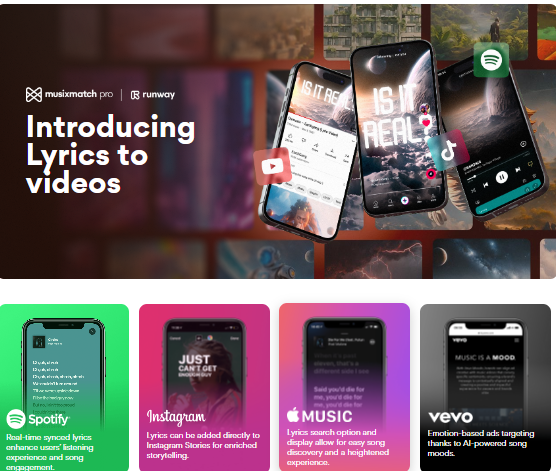 musixmatch pro | runway
Introducing
Lyrics to
videos
IS IT
REAL?
IS IT
REAL?
Spotify
Real-time synced lyrics
enhance users' listening
experience and song
engagement.
JUST
CAN'T GET
ENOUGH GUY
Instagram
Lyrics can be added directly to
Instagram Stories for enriched
storytelling.
Said you'd die
for me, you'd
MUSIC
Lyrics search option and
display allow for easy song
discovery and a heightened
experience.
vevo
MUSIC IS A MOOD
vevo
Emotion-based ads targeting
thanks to AI-powered song
moods.